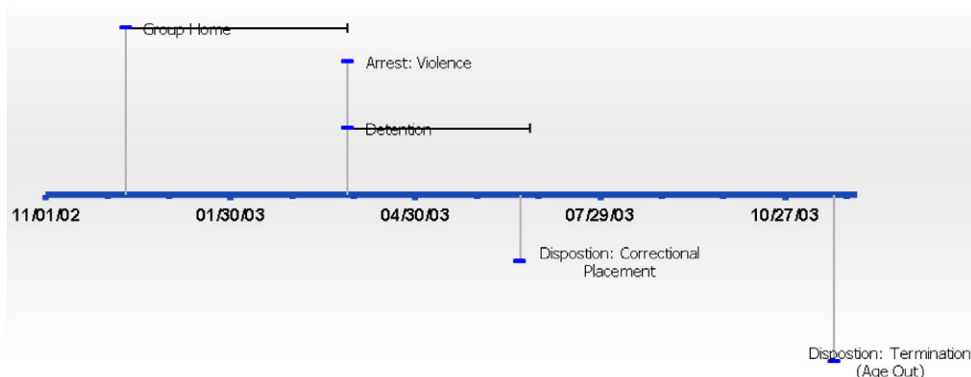 Group Home
Arrest: Violence
Detention
11/01/02
01/30/03
04/30/03
07/29/03
10/27/03
Dispostion: Correctional
Placement
Dispostion: Termination
(Age Out)